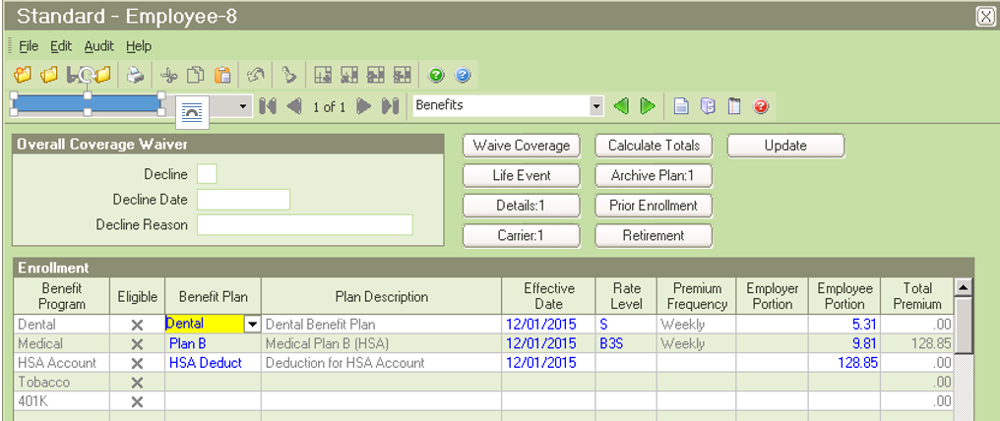 Standard - Employee-8
File Edit Audit Help
1 of 1 Benefits
Overall Coverage Waiver
Decline
Decline Date
Decline Reason
Waive Coverage Calculate Totals Update
Life Event Archive Plan:1
Details:1 Prior Enrollment
Carrier:1 Retirement
Enrollment
Benefit Program Eligible Benefit Plan Plan Description Effective Date Rate Level Premium Frequency Employer Portion Employee Portion Total Premium
Dental Dental Dental Benefit Plan 12/01/2015 S Weekly 5.31 .00
Medical Plan B Medical Plan B (HSA) 12/01/2015 B3S Weekly 9.81 128.85
HSA Account HSA Deduct Deduction for HSA Account 12/01/2015 128.85 .00
Tobacco .00
401K .00